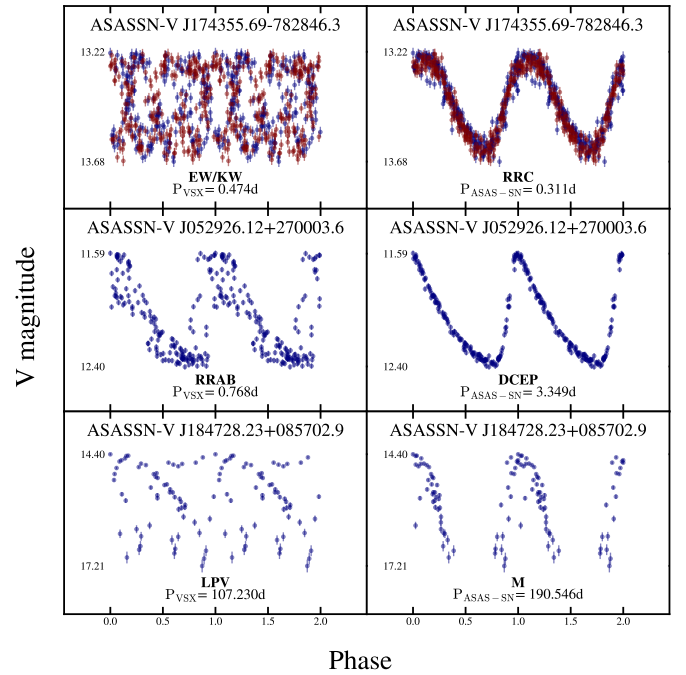 ASASSN-V J174355.69-782846.3
13.22
13.68
EW/KW
P_VSX= 0.474d
ASASSN-V J174355.69-782846.3
13.22
13.68
RRC
P_ASAS-SN= 0.311d
ASASSN-V J052926.12+270003.6
11.59
12.40
RRAB
P_VSX= 0.768d
ASASSN-V J052926.12+270003.6
11.59
12.40
DCEP
P_ASAS-SN= 3.349d
ASASSN-V J184728.23+085702.9
14.40
17.21
LPV
P_VSX= 107.230d
ASASSN-V J184728.23+085702.9
14.40
17.21
M
P_ASAS-SN= 190.546d
0.0 0.5 1.0 1.5 2.0
0.0 0.5 1.0 1.5 2.0
V magnitude
Phase